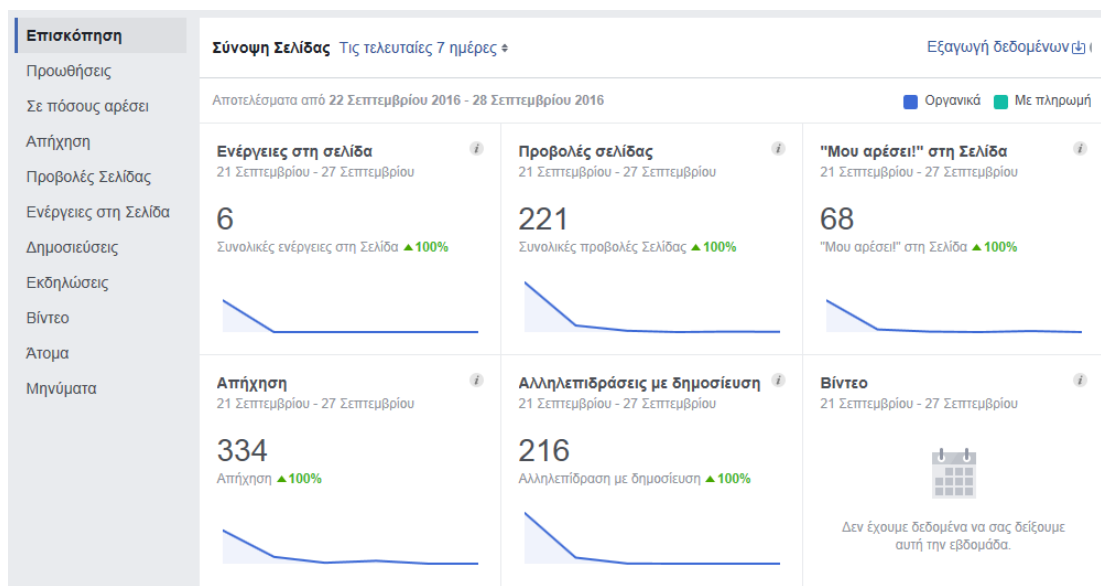 Επισκόπηση
Προωθήσεις
Σε πόσους αρέσει
Απήχηση
Προβολές Σελίδας
Ενέργειες στη Σελίδα
Δημοσιεύσεις
Εκδηλώσεις
Βίντεο
Άτομα
Μηνύματα
Σύνοψη Σελίδας Τις τελευταίες 7 ημέρες
Εξαγωγή δεδομένων
Αποτελέσματα από 22 Σεπτεμβρίου 2016 - 28 Σεπτεμβρίου 2016
Οργανικά Με πληρωμή
Ενέργειες στη σελίδα
21 Σεπτεμβρίου - 27 Σεπτεμβρίου
6
Συνολικές ενέργειες στη Σελίδα ▲100%
Προβολές σελίδας
21 Σεπτεμβρίου - 27 Σεπτεμβρίου
221
Συνολικές προβολές Σελίδας ▲100%
"Μου αρέσει!" στη Σελίδα
21 Σεπτεμβρίου - 27 Σεπτεμβρίου
68
"Μου αρέσει!" στη Σελίδα ▲100%
Απήχηση
21 Σεπτεμβρίου - 27 Σεπτεμβρίου
334
Απήχηση ▲100%
Αλληλεπιδράσεις με δημοσίευση
21 Σεπτεμβρίου - 27 Σεπτεμβρίου
216
Αλληλεπίδραση με δημοσίευση ▲100%
Βίντεο
21 Σεπτεμβρίου - 27 Σεπτεμβρίου
Δεν έχουμε δεδομένα να σας δείξουμε
αυτή την εβδομάδα.